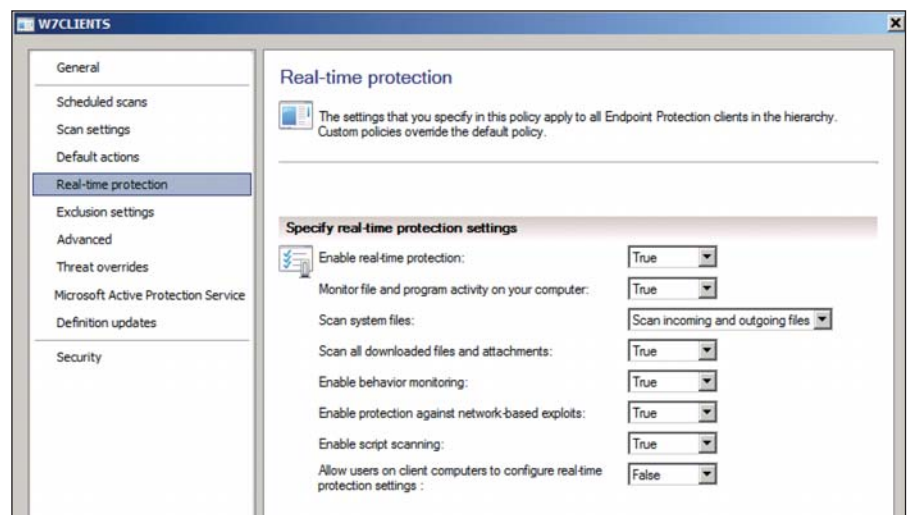 W7CLIENTS
General
Scheduled scans
Scan settings
Default actions
Real-time protection
Exclusion settings
Advanced
Threat overrides
Microsoft Active Protection Service
Definition updates
Security
Real-time protection
The settings that you specify in this policy apply to all Endpoint Protection clients in the hierarchy.
Custom policies override the default policy.
Specify real-time protection settings
Enable real-time protection: True
Monitor file and program activity on your computer: True
Scan system files: Scan incoming and outgoing files
Scan all downloaded files and attachments: True
Enable behavior monitoring: True
Enable protection against network-based exploits: True
Enable script scanning: True
Allow users on client computers to configure real-time
protection settings : False